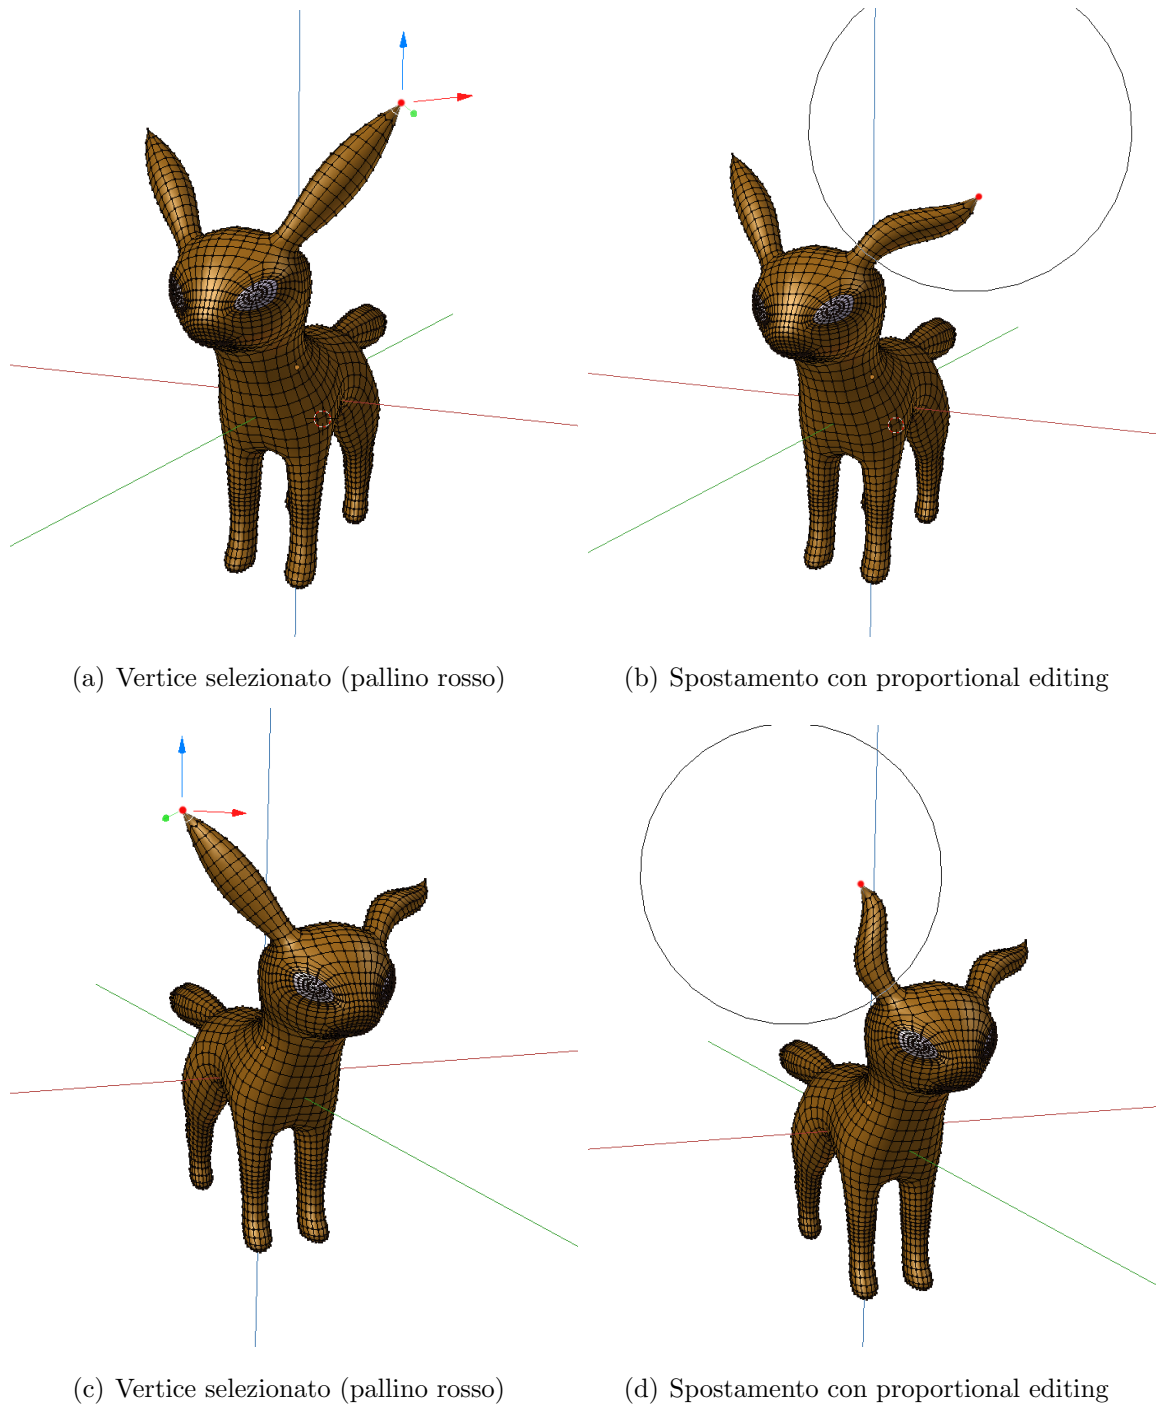 (a) Vertice selezionato (pallino rosso)
(b) Spostamento con proportional editing
(c) Vertice selezionato (pallino rosso)
(d) Spostamento con proportional editing